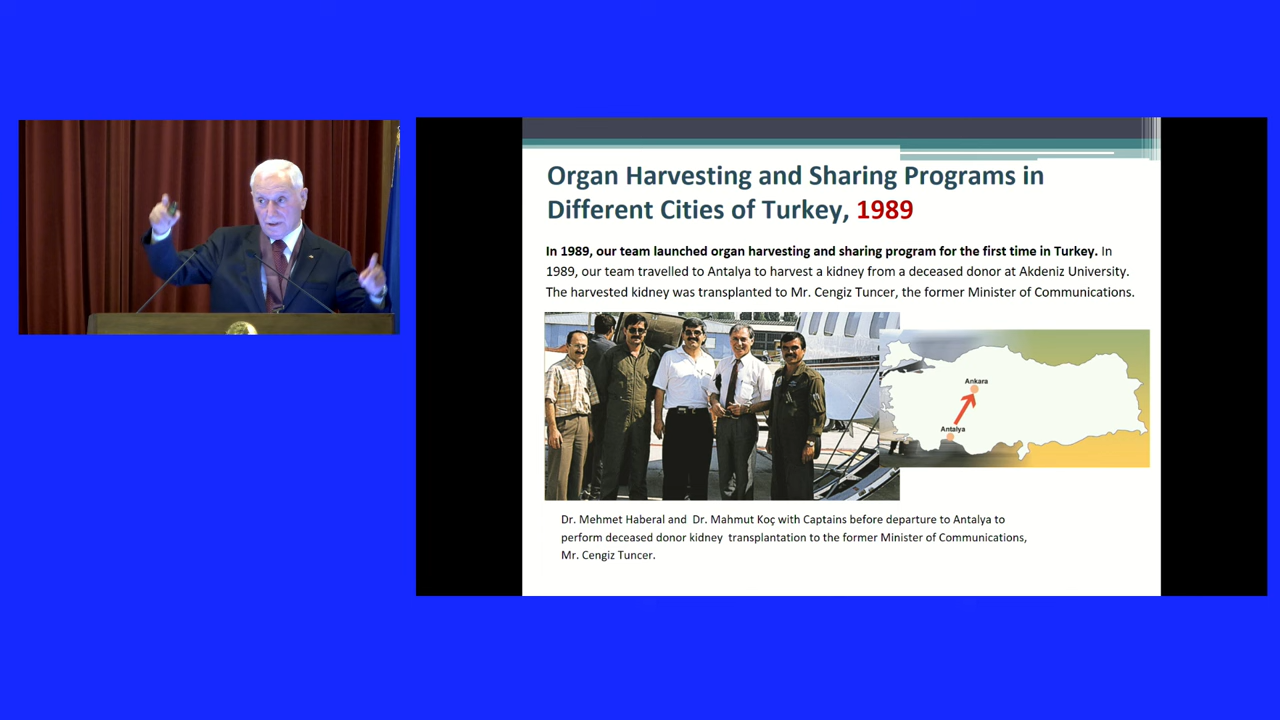 Organ Harvesting and Sharing Programs in
Different Cities of Turkey, 1989
In 1989, our team launched organ harvesting and sharing program for the first time in Turkey. In
1989, our team travelled to Antalya to harvest a kidney from a deceased donor at Akdeniz University.
The harvested kidney was transplanted to Mr. Cengiz Tuncer, the former Minister of Communications.
Ankara
Antalya
Dr. Mehmet Haberal and Dr. Mahmut Koç with Captains before departure to Antalya to
perform deceased donor kidney transplantation to the former Minister of Communications,
Mr. Cengiz Tuncer.